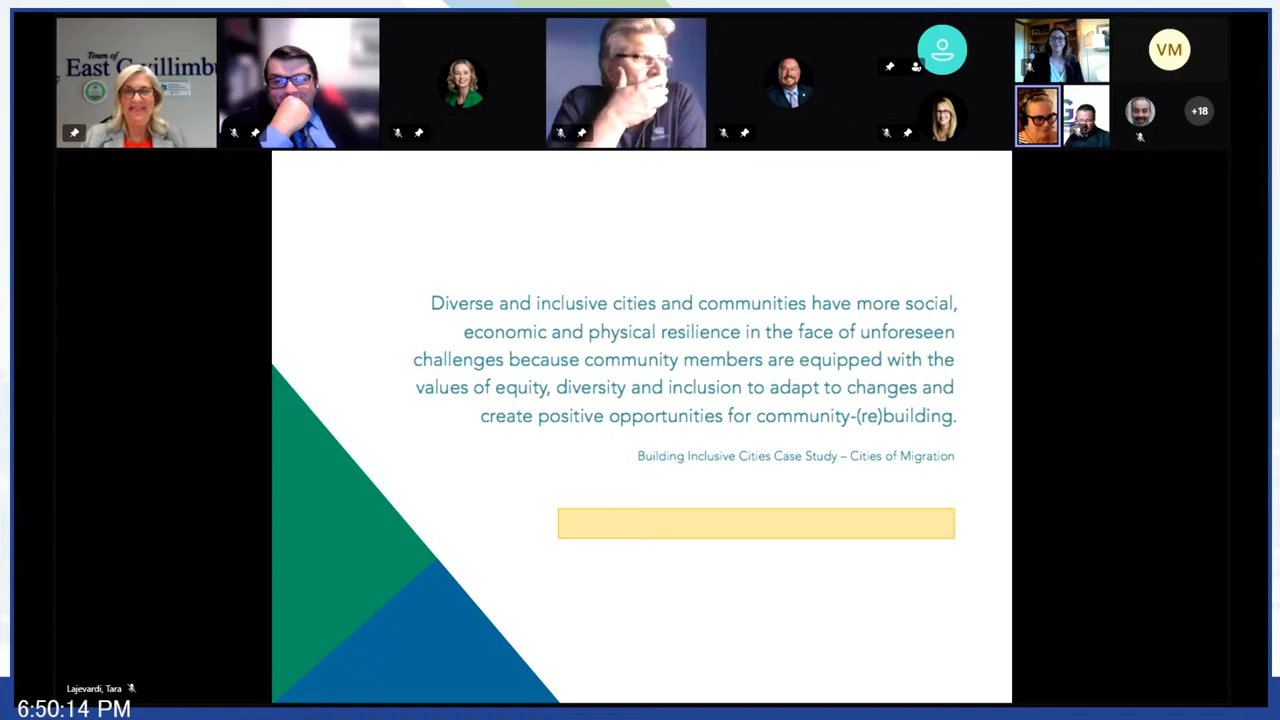 Town of
East Gwillimbu
VM
+18
G
Diverse and inclusive cities and communities have more social,
economic and physical resilience in the face of unforeseen
challenges because community members are equipped with the
values of equity, diversity and inclusion to adapt to changes and
create positive opportunities for community-(re)building.
Building Inclusive Cities Case Study – Cities of Migration
Lajevardi, Tara
6:50:14 PM